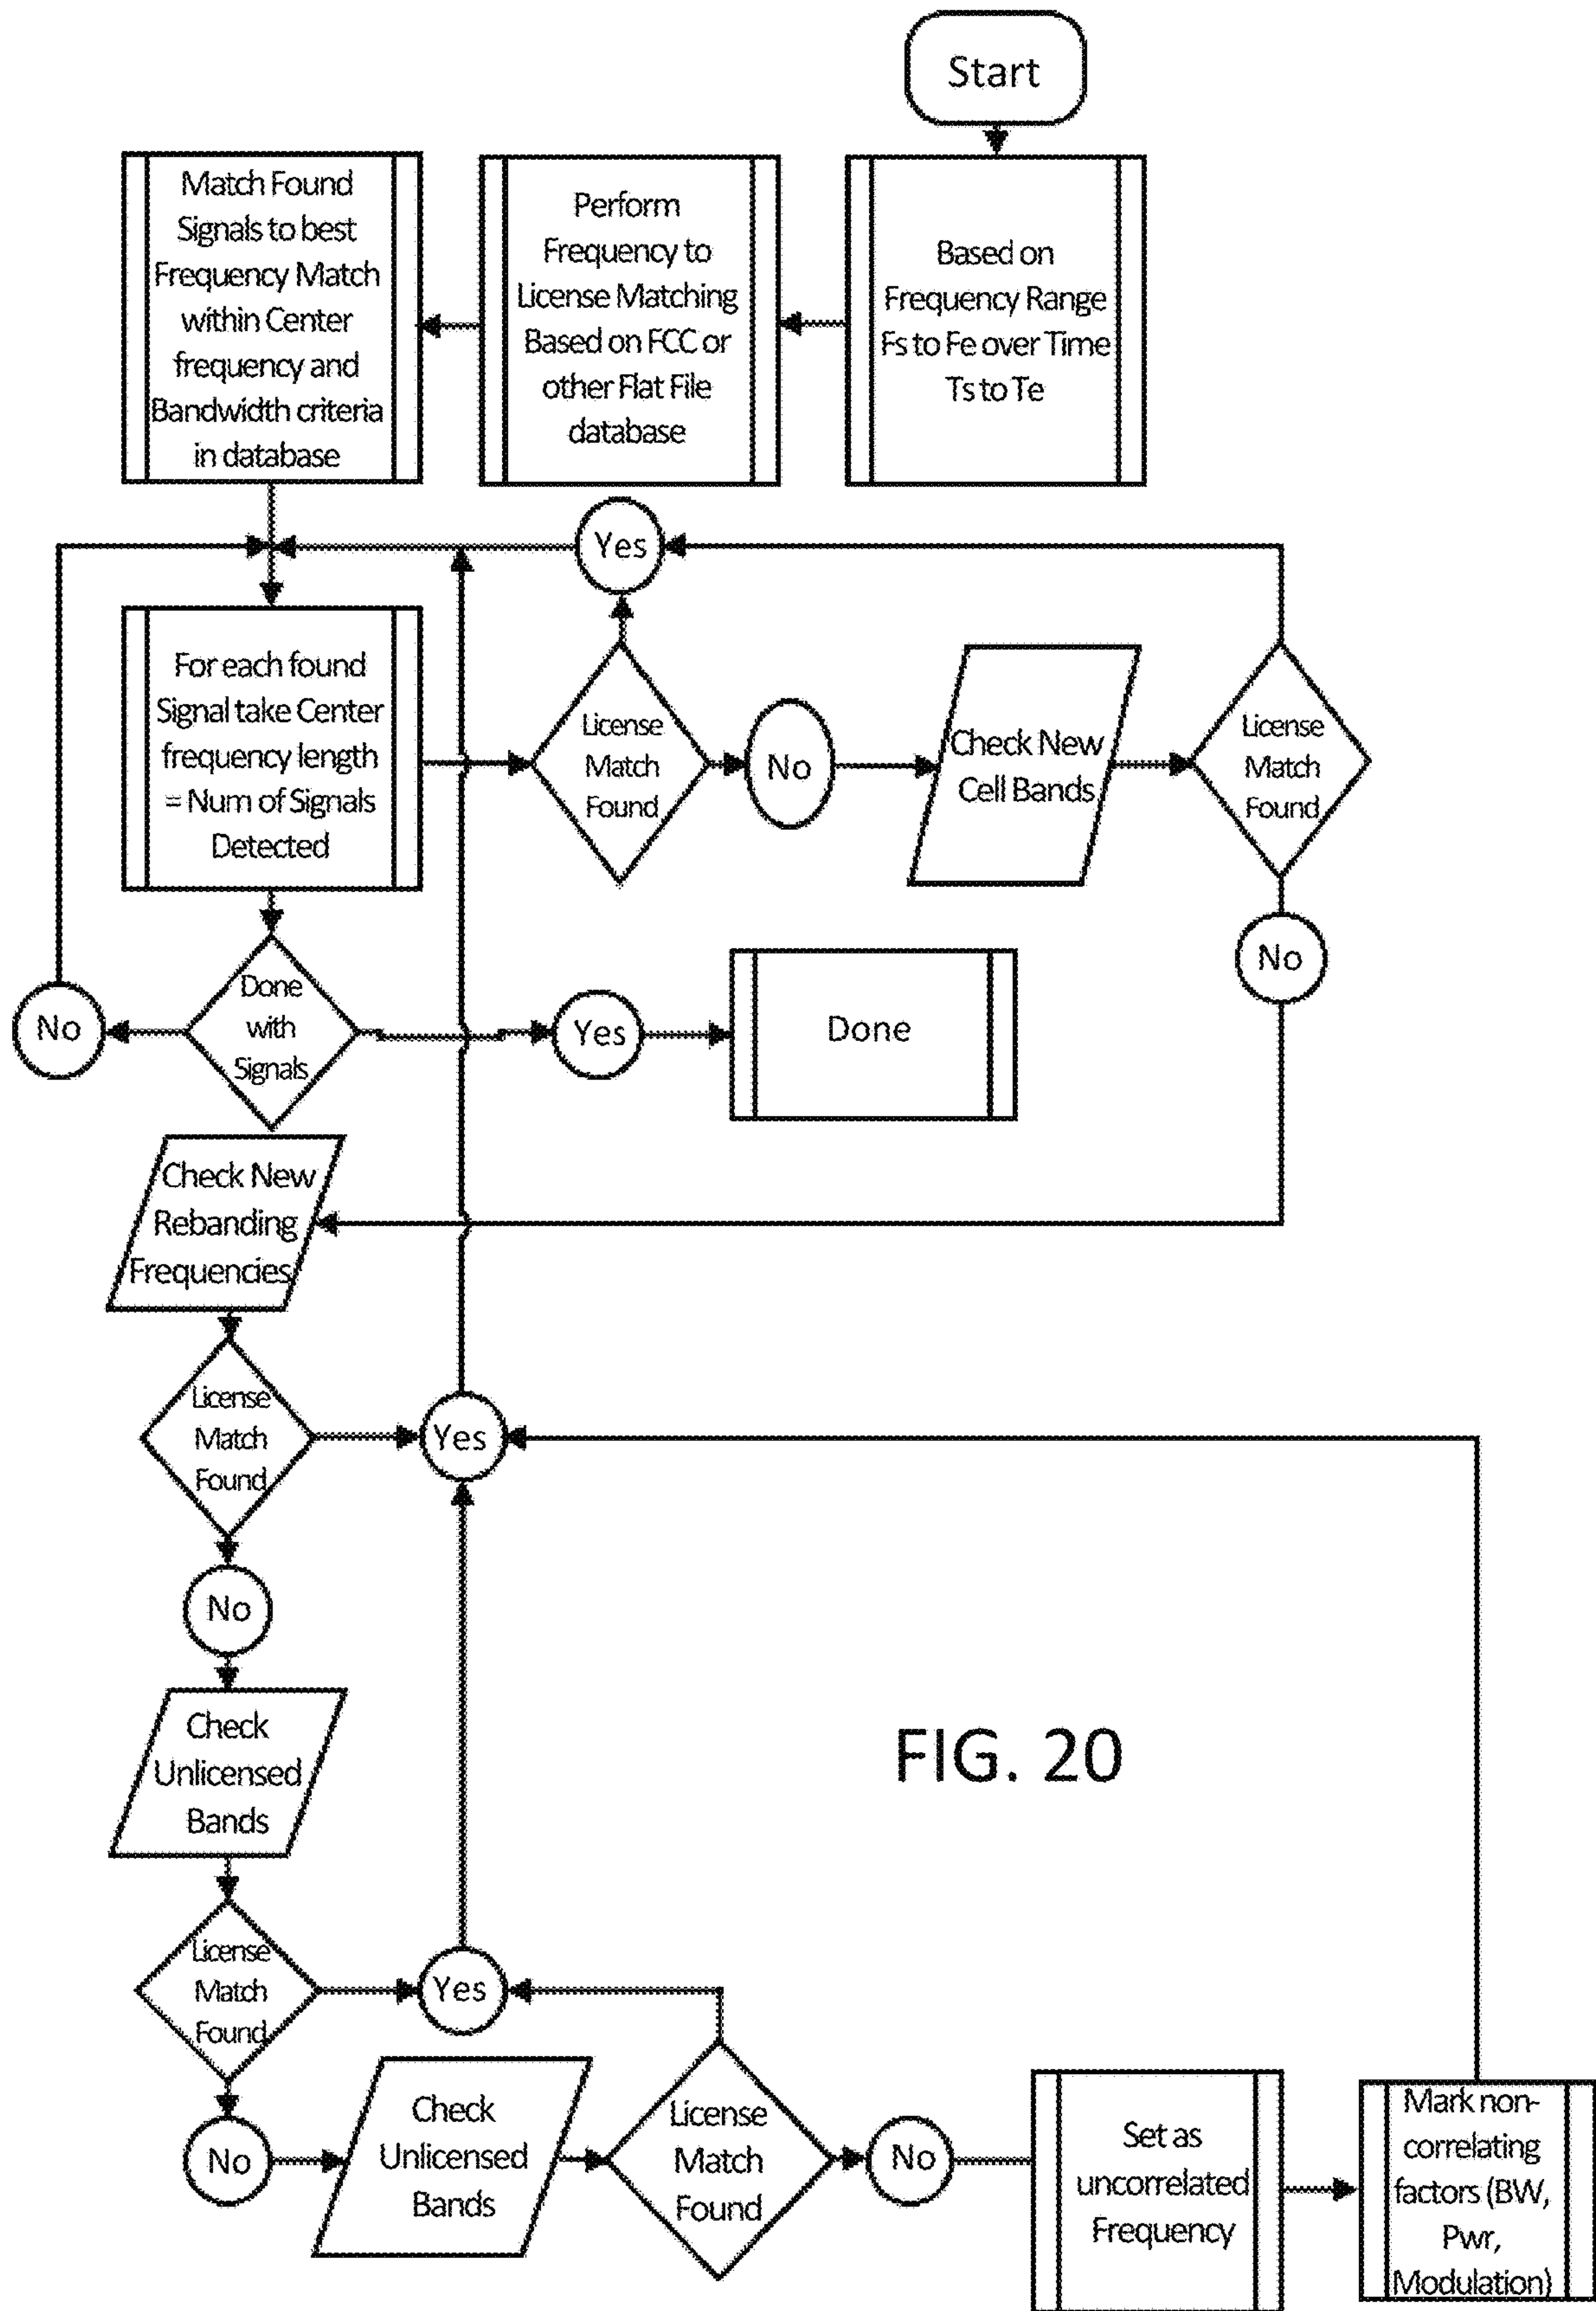 Start
Match Found
Signals to best
Frequency Match
within Center
frequency and
Bandwidth criteria
in database
Perform
Frequency to
License Matching
Based on FCC or
other Flat File
database
Based on
Frequency Range
Fs to Fe over Time
Ts to Te
Yes
For each found
Signal take Center
frequency length
= Num of Signals
Detected
License
Match
Found
No
Check New
Cell Bands
License
Match
Found
No
Done
with
Signals
No
Yes
Done
Check New
Rebanding
Frequencies
License
Match
Found
Yes
No
Check
Unlicensed
Bands
FIG. 20
License
Match
Found
Yes
No
Check
Unlicensed
Bands
License
Match
Found
No
Set as
uncorrelated
Frequency
Mark non-
correlating
factors (BW,
Pwr,
Modulation)